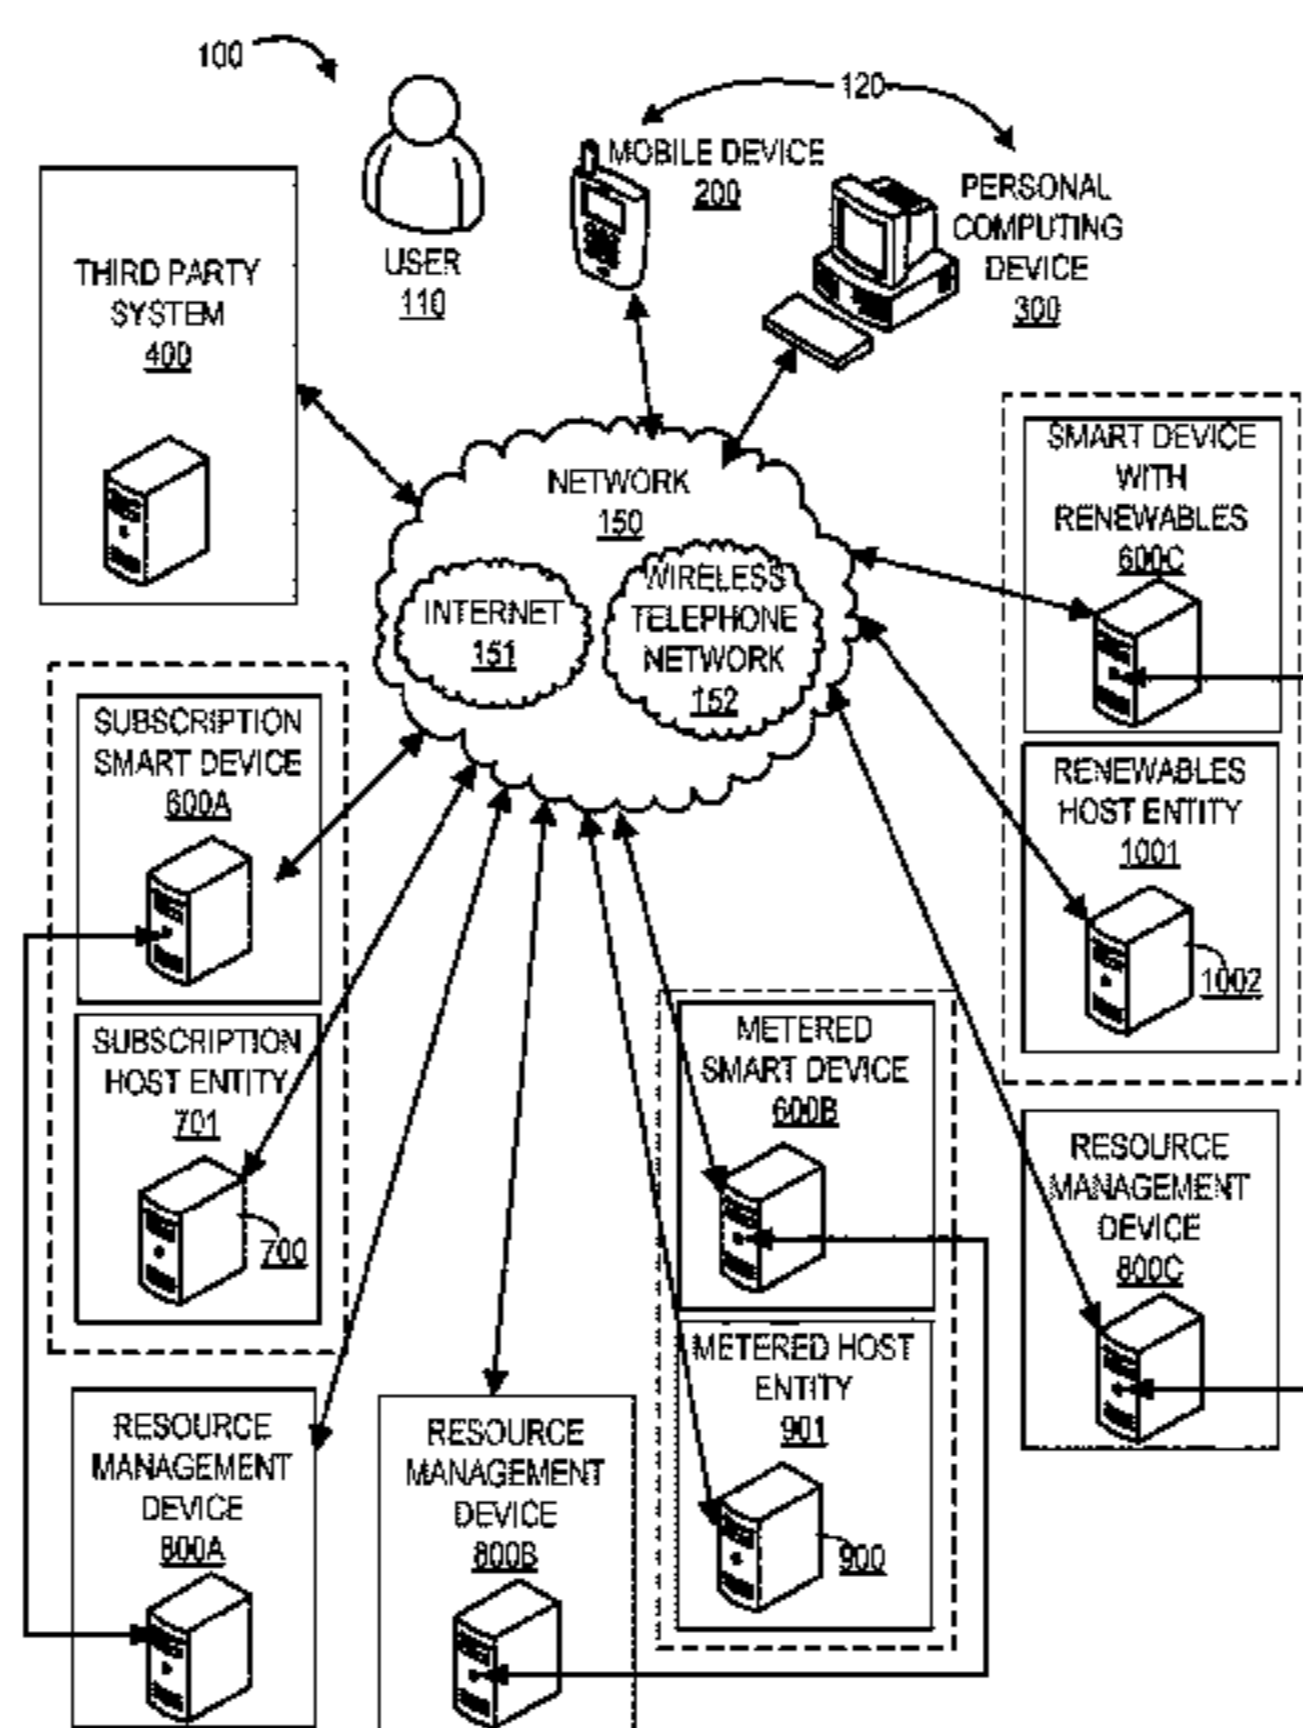 100
120
MOBILE DEVICE
200
PERSONAL
COMPUTING
DEVICE
300
USER
110
THIRD PARTY
SYSTEM
400
NETWORK
150
INTERNET
151
WIRELESS
TELEPHONE
NETWORK
152
SMART DEVICE
WITH
RENEWABLES
600C
RENEWABLES
HOST ENTITY
1001
1002
SUBSCRIPTION
SMART DEVICE
600A
SUBSCRIPTION
HOST ENTITY
701
700
METERED
SMART DEVICE
600B
METERED HOST
ENTITY
901
900
RESOURCE
MANAGEMENT
DEVICE
800C
RESOURCE
MANAGEMENT
DEVICE
800A
RESOURCE
MANAGEMENT
DEVICE
800B